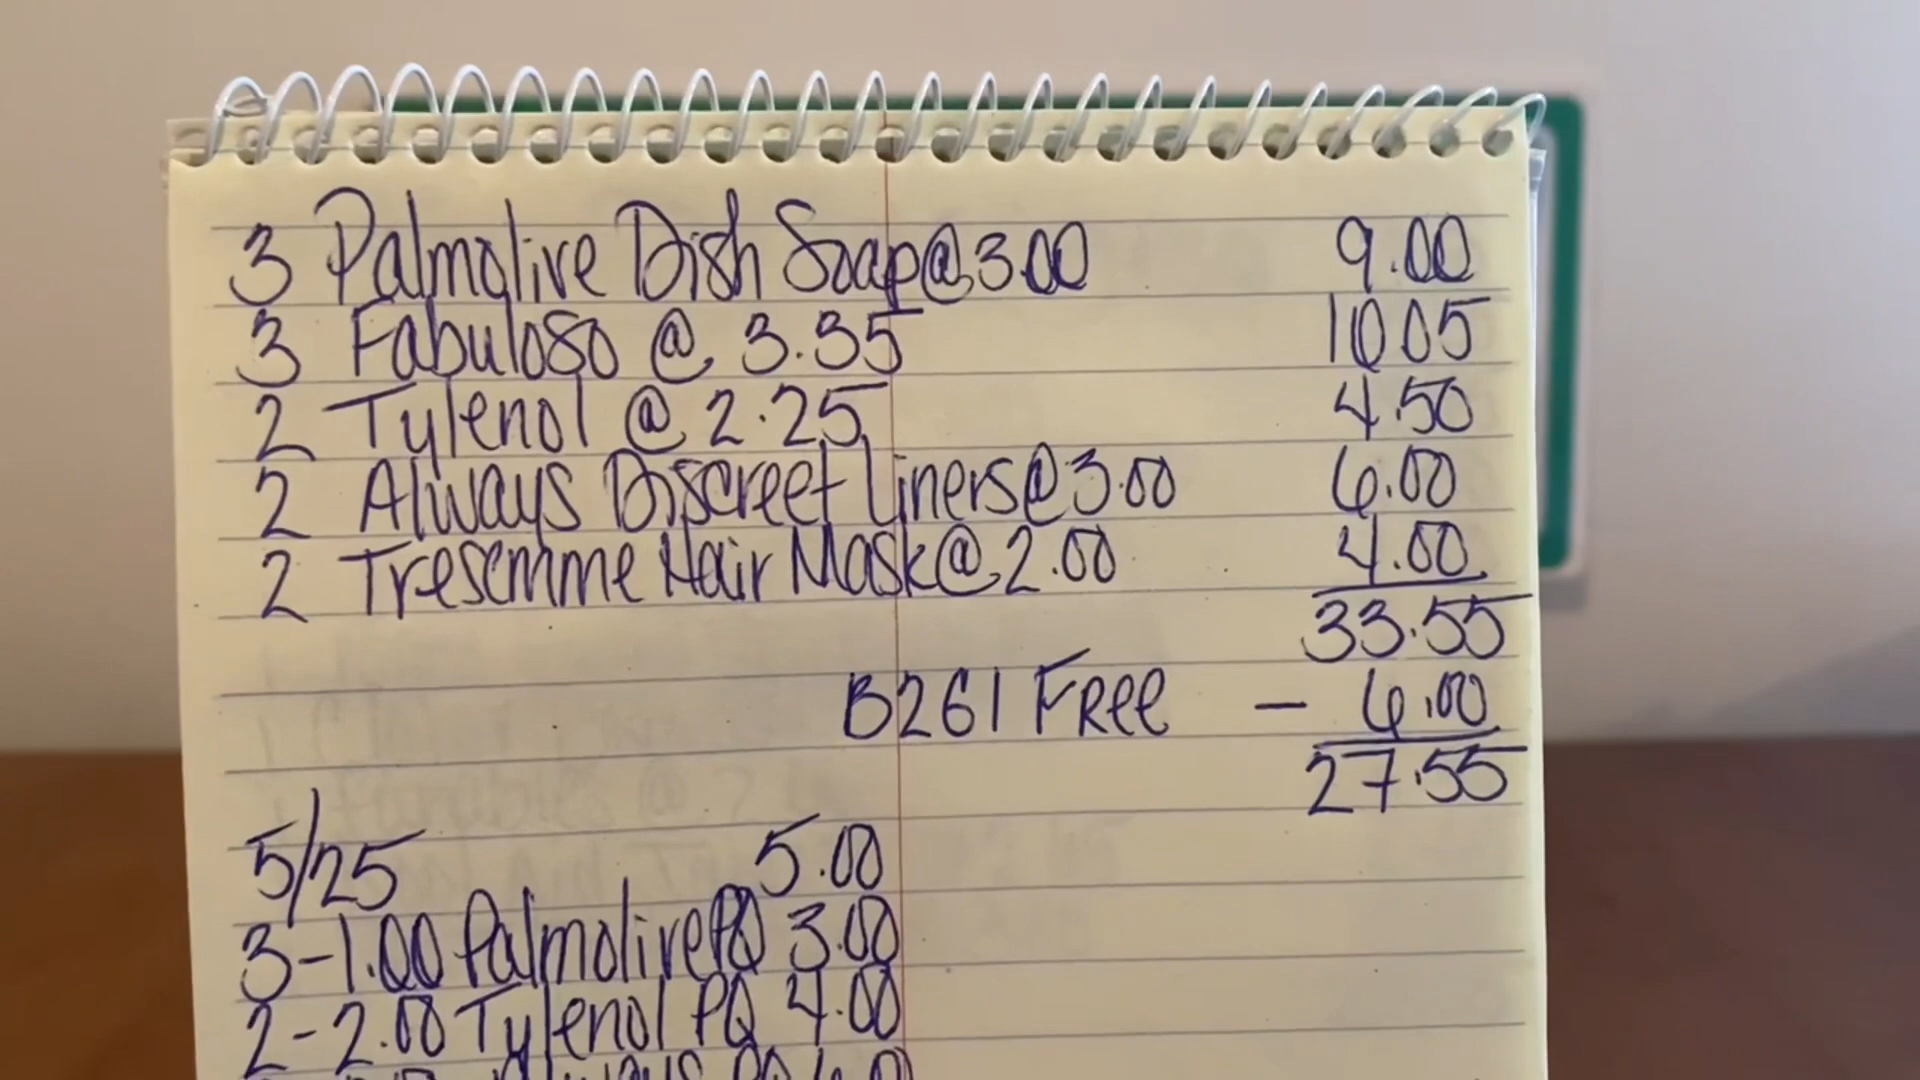 3 Palmolive Dish Soap@3.00 9.00
3 Fabuloso @ 3.35 10.05
2 Tylenol @ 2.25 4.50
2 Always Discreet Liners@3.00 6.00
2 Tresemme Hair Mask@2.00 4.00
33.55
B2G1 FREE - 6.00
27.55
5/25 5.00
3-1.00 Palmolive PQ 3.00
2-2.00 Tylenol PQ 4.00
Always PQ